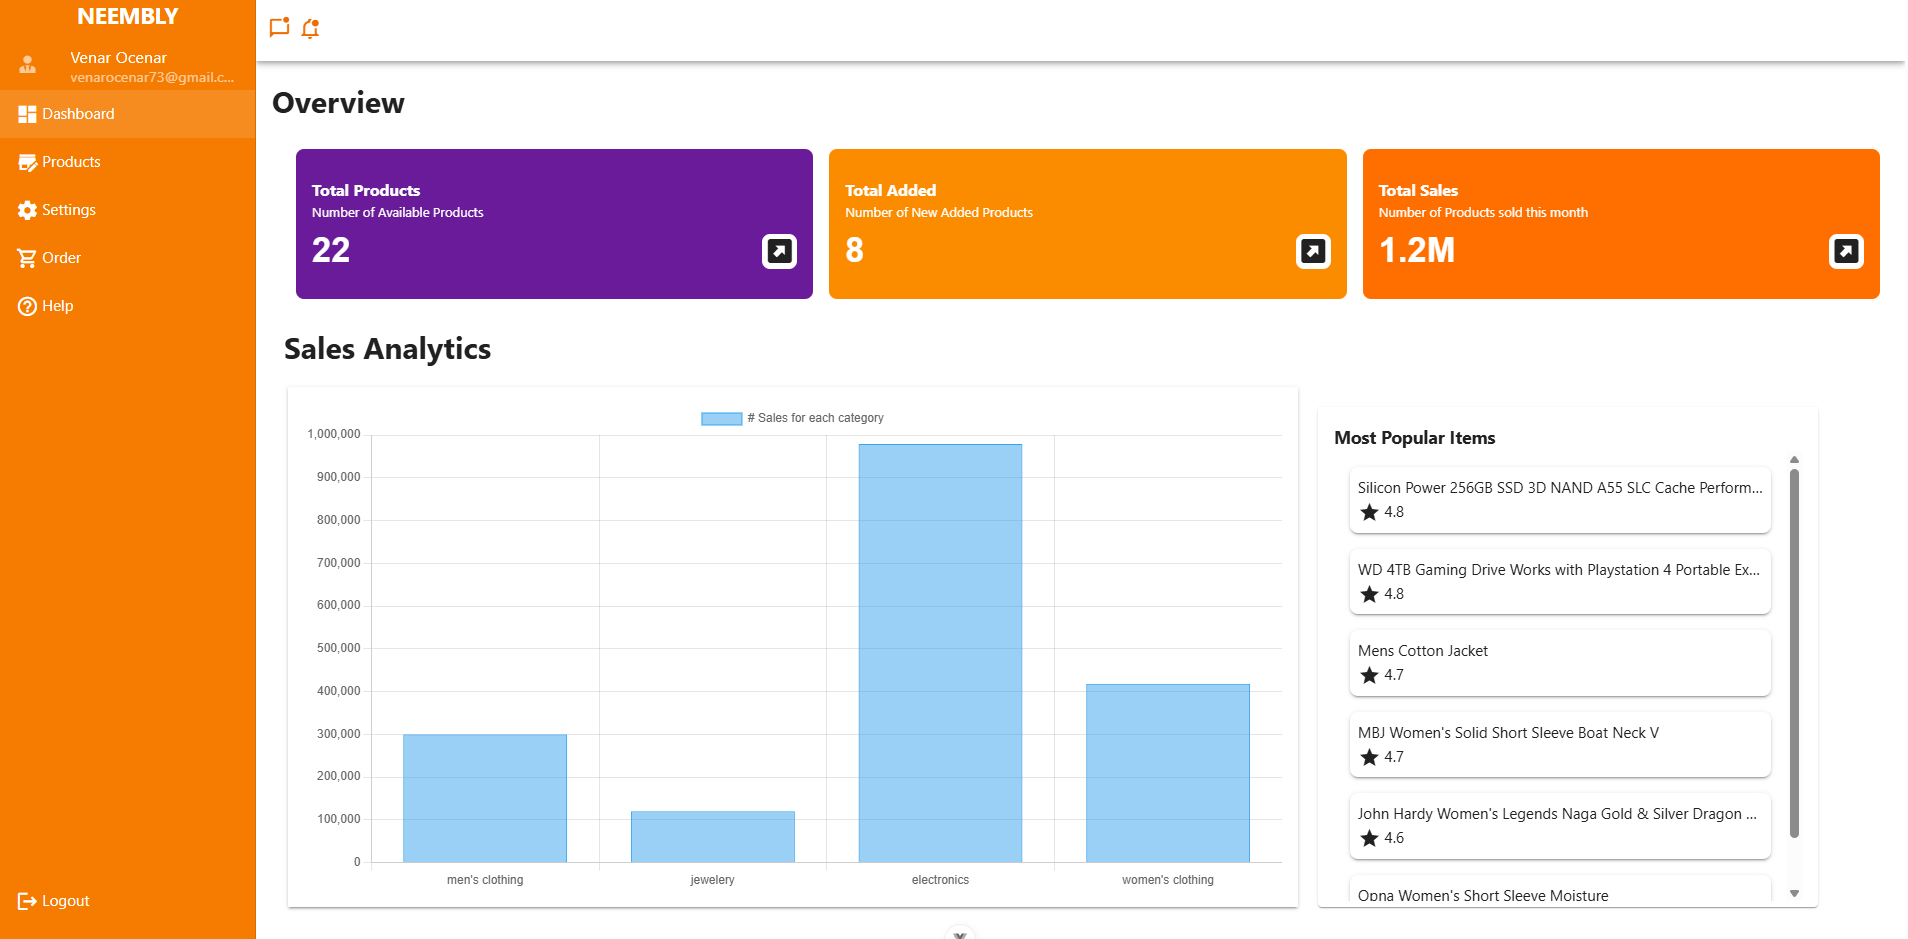 NEEMBLY
Venar Ocenar
venarocenar73@gmail.c...
Dashboard
Products
Settings
Order
Help
Logout
Overview
Total Products
Number of Available Products
22
Total Added
Number of New Added Products
8
Total Sales
Number of Products sold this month
1.2M
Sales Analytics
# Sales for each category
1,000,000
900,000
800,000
700,000
600,000
500,000
400,000
300,000
200,000
100,000
0
men's clothing
jewelery
electronics
women's clothing
Most Popular Items
Silicon Power 256GB SSD 3D NAND A55 SLC Cache Perform...
4.8
WD 4TB Gaming Drive Works with Playstation 4 Portable Ex...
4.8
Mens Cotton Jacket
4.7
MBJ Women's Solid Short Sleeve Boat Neck V
4.7
John Hardy Women's Legends Naga Gold & Silver Dragon ...
4.6
Opna Women's Short Sleeve Moisture